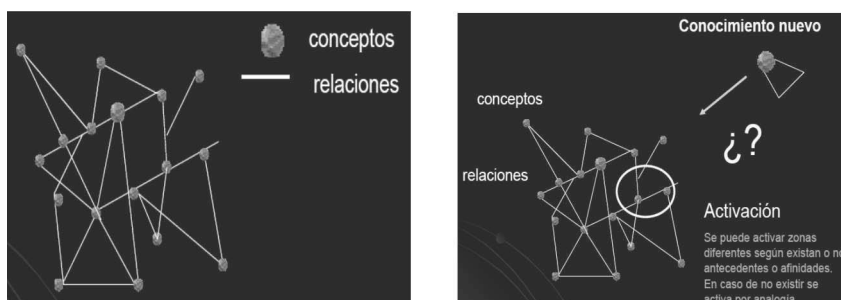 conceptos
relaciones
Conocimiento nuevo
conceptos
¿?
relaciones
Activación
Se puede activar zonas
diferentes según existan o no
antecedentes o afinidades.
En caso de no existir se
activa por analogía